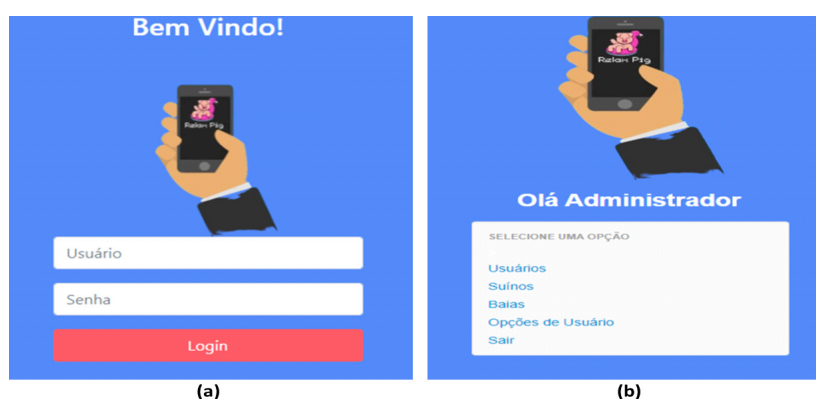 Bem Vindo!
Relax Pig
Usuário
Senha
Login
(a)
Relax Pig
Olá Administrador
SELECIONE UMA OPÇÃO
Usuários
Suínos
Baias
Opções de Usuário
Sair
(b)